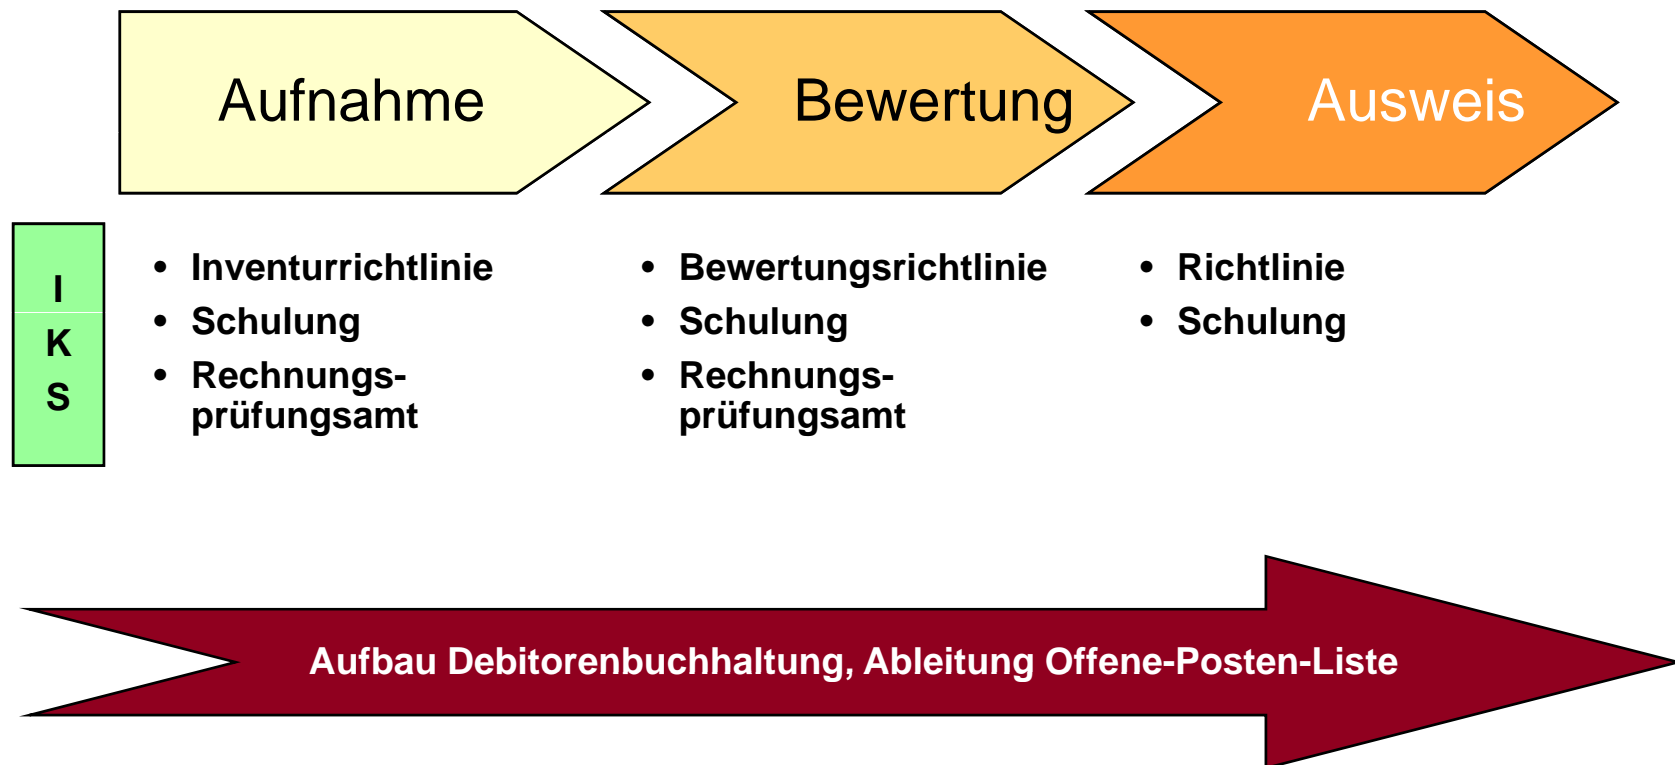 Aufnahme
Bewertung
Ausweis
I
K
S
• Inventurrichtlinie
• Schulung
• Rechnungs-
prüfungsamt
• Bewertungsrichtlinie
• Schulung
• Rechnungs-
prüfungsamt
• Richtlinie
• Schulung
Aufbau Debitorenbuchhaltung, Ableitung Offene-Posten-Liste